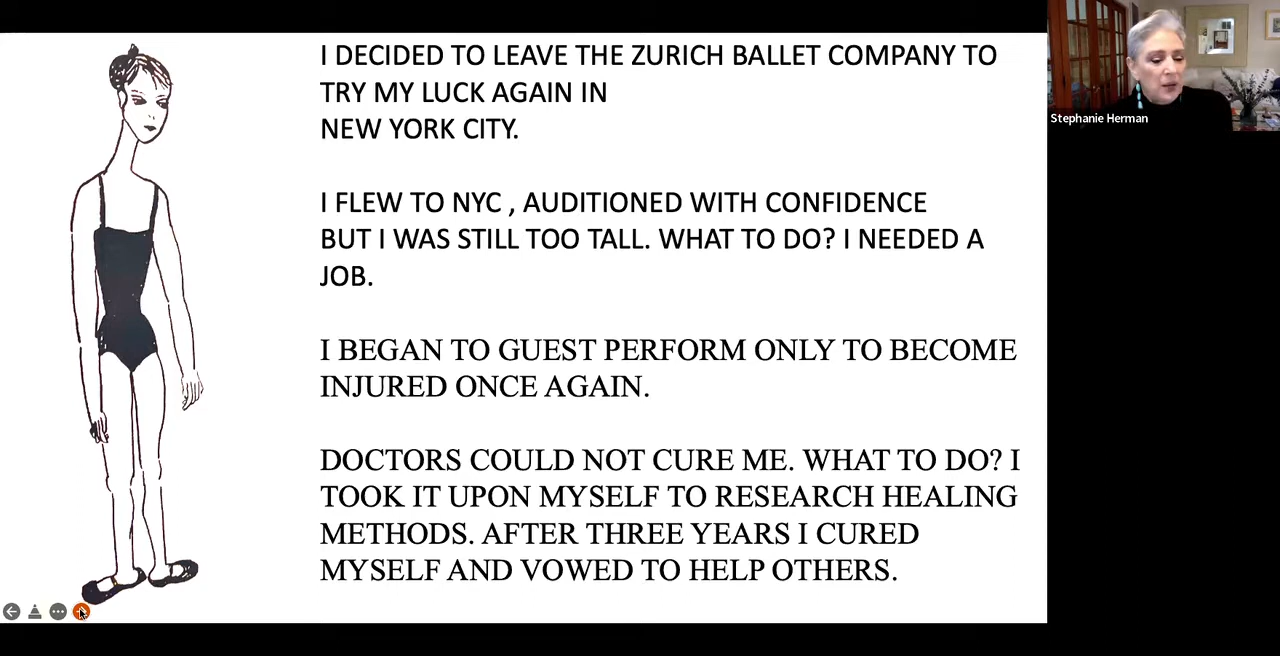 I DECIDED TO LEAVE THE ZURICH BALLET COMPANY TO
TRY MY LUCK AGAIN IN
NEW YORK CITY.
I FLEW TO NYC , AUDITIONED WITH CONFIDENCE
BUT I WAS STILL TOO TALL. WHAT TO DO? I NEEDED A
JOB.
I BEGAN TO GUEST PERFORM ONLY TO BECOME
INJURED ONCE AGAIN.
DOCTORS COULD NOT CURE ME. WHAT TO DO? I
TOOK IT UPON MYSELF TO RESEARCH HEALING
METHODS. AFTER THREE YEARS I CURED
MYSELF AND VOWED TO HELP OTHERS.
Stephanie Herman